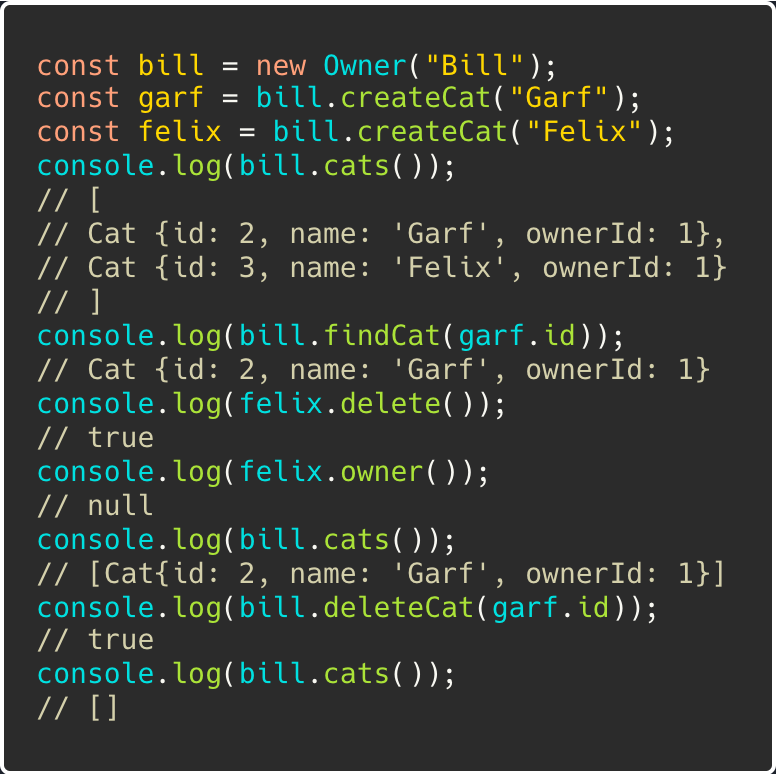 const bill = new Owner("Bill");
const garf = bill.createCat("Garf");
const felix = bill.createCat("Felix");
console.log(bill.cats());
// [
// Cat {id: 2, name: 'Garf', ownerId: 1},
// Cat {id: 3, name: 'Felix', ownerId: 1}
// ]
console.log(bill.findCat(garf.id));
// Cat {id: 2, name: 'Garf', ownerId: 1}
console.log(felix.delete());
// true
console.log(felix.owner());
// null
console.log(bill.cats());
// [Cat{id: 2, name: 'Garf', ownerId: 1}]
console.log(bill.deleteCat(garf.id));
// true
console.log(bill.cats());
// []